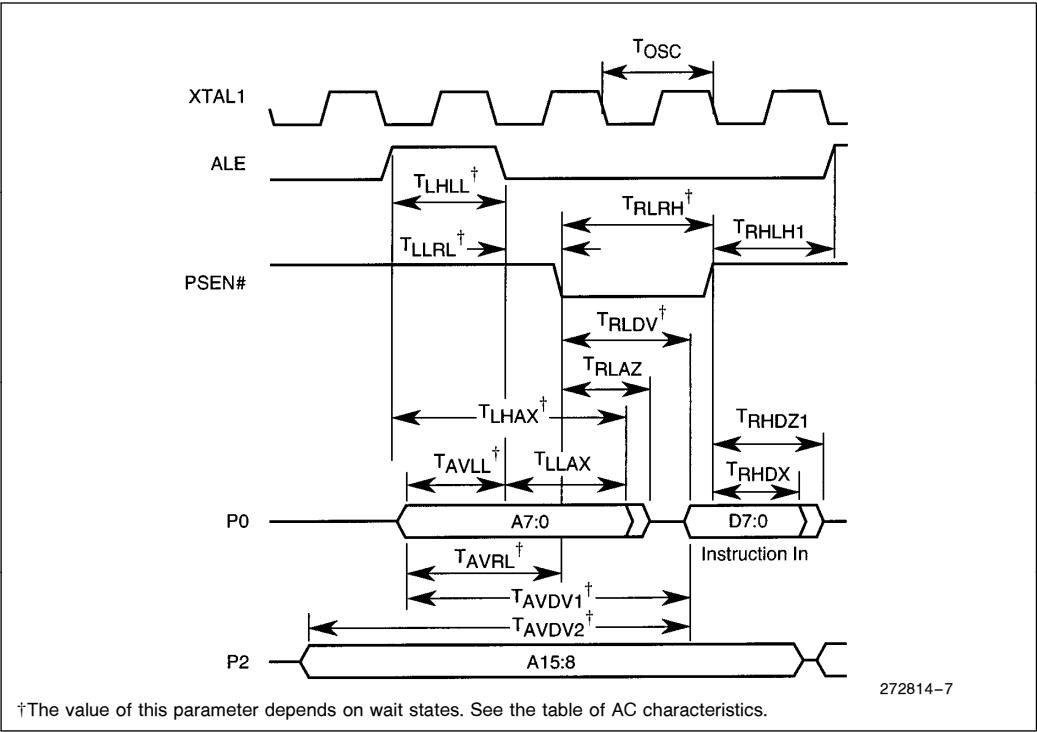 TOSC
XTAL1
ALE
TLHLL†
TRLRH†
TRHLH1
TLLRL†
PSEN#
TRLDV†
TRLAZ
TLHAX†
TRHDZ1
TAVLL†
TLLAX
TRHDX
P0
A7:0
D7:0
Instruction In
TAVRL†
TAVDV1†
TAVDV2†
P2
A15:8
272814-7
†The value of this parameter depends on wait states. See the table of AC characteristics.